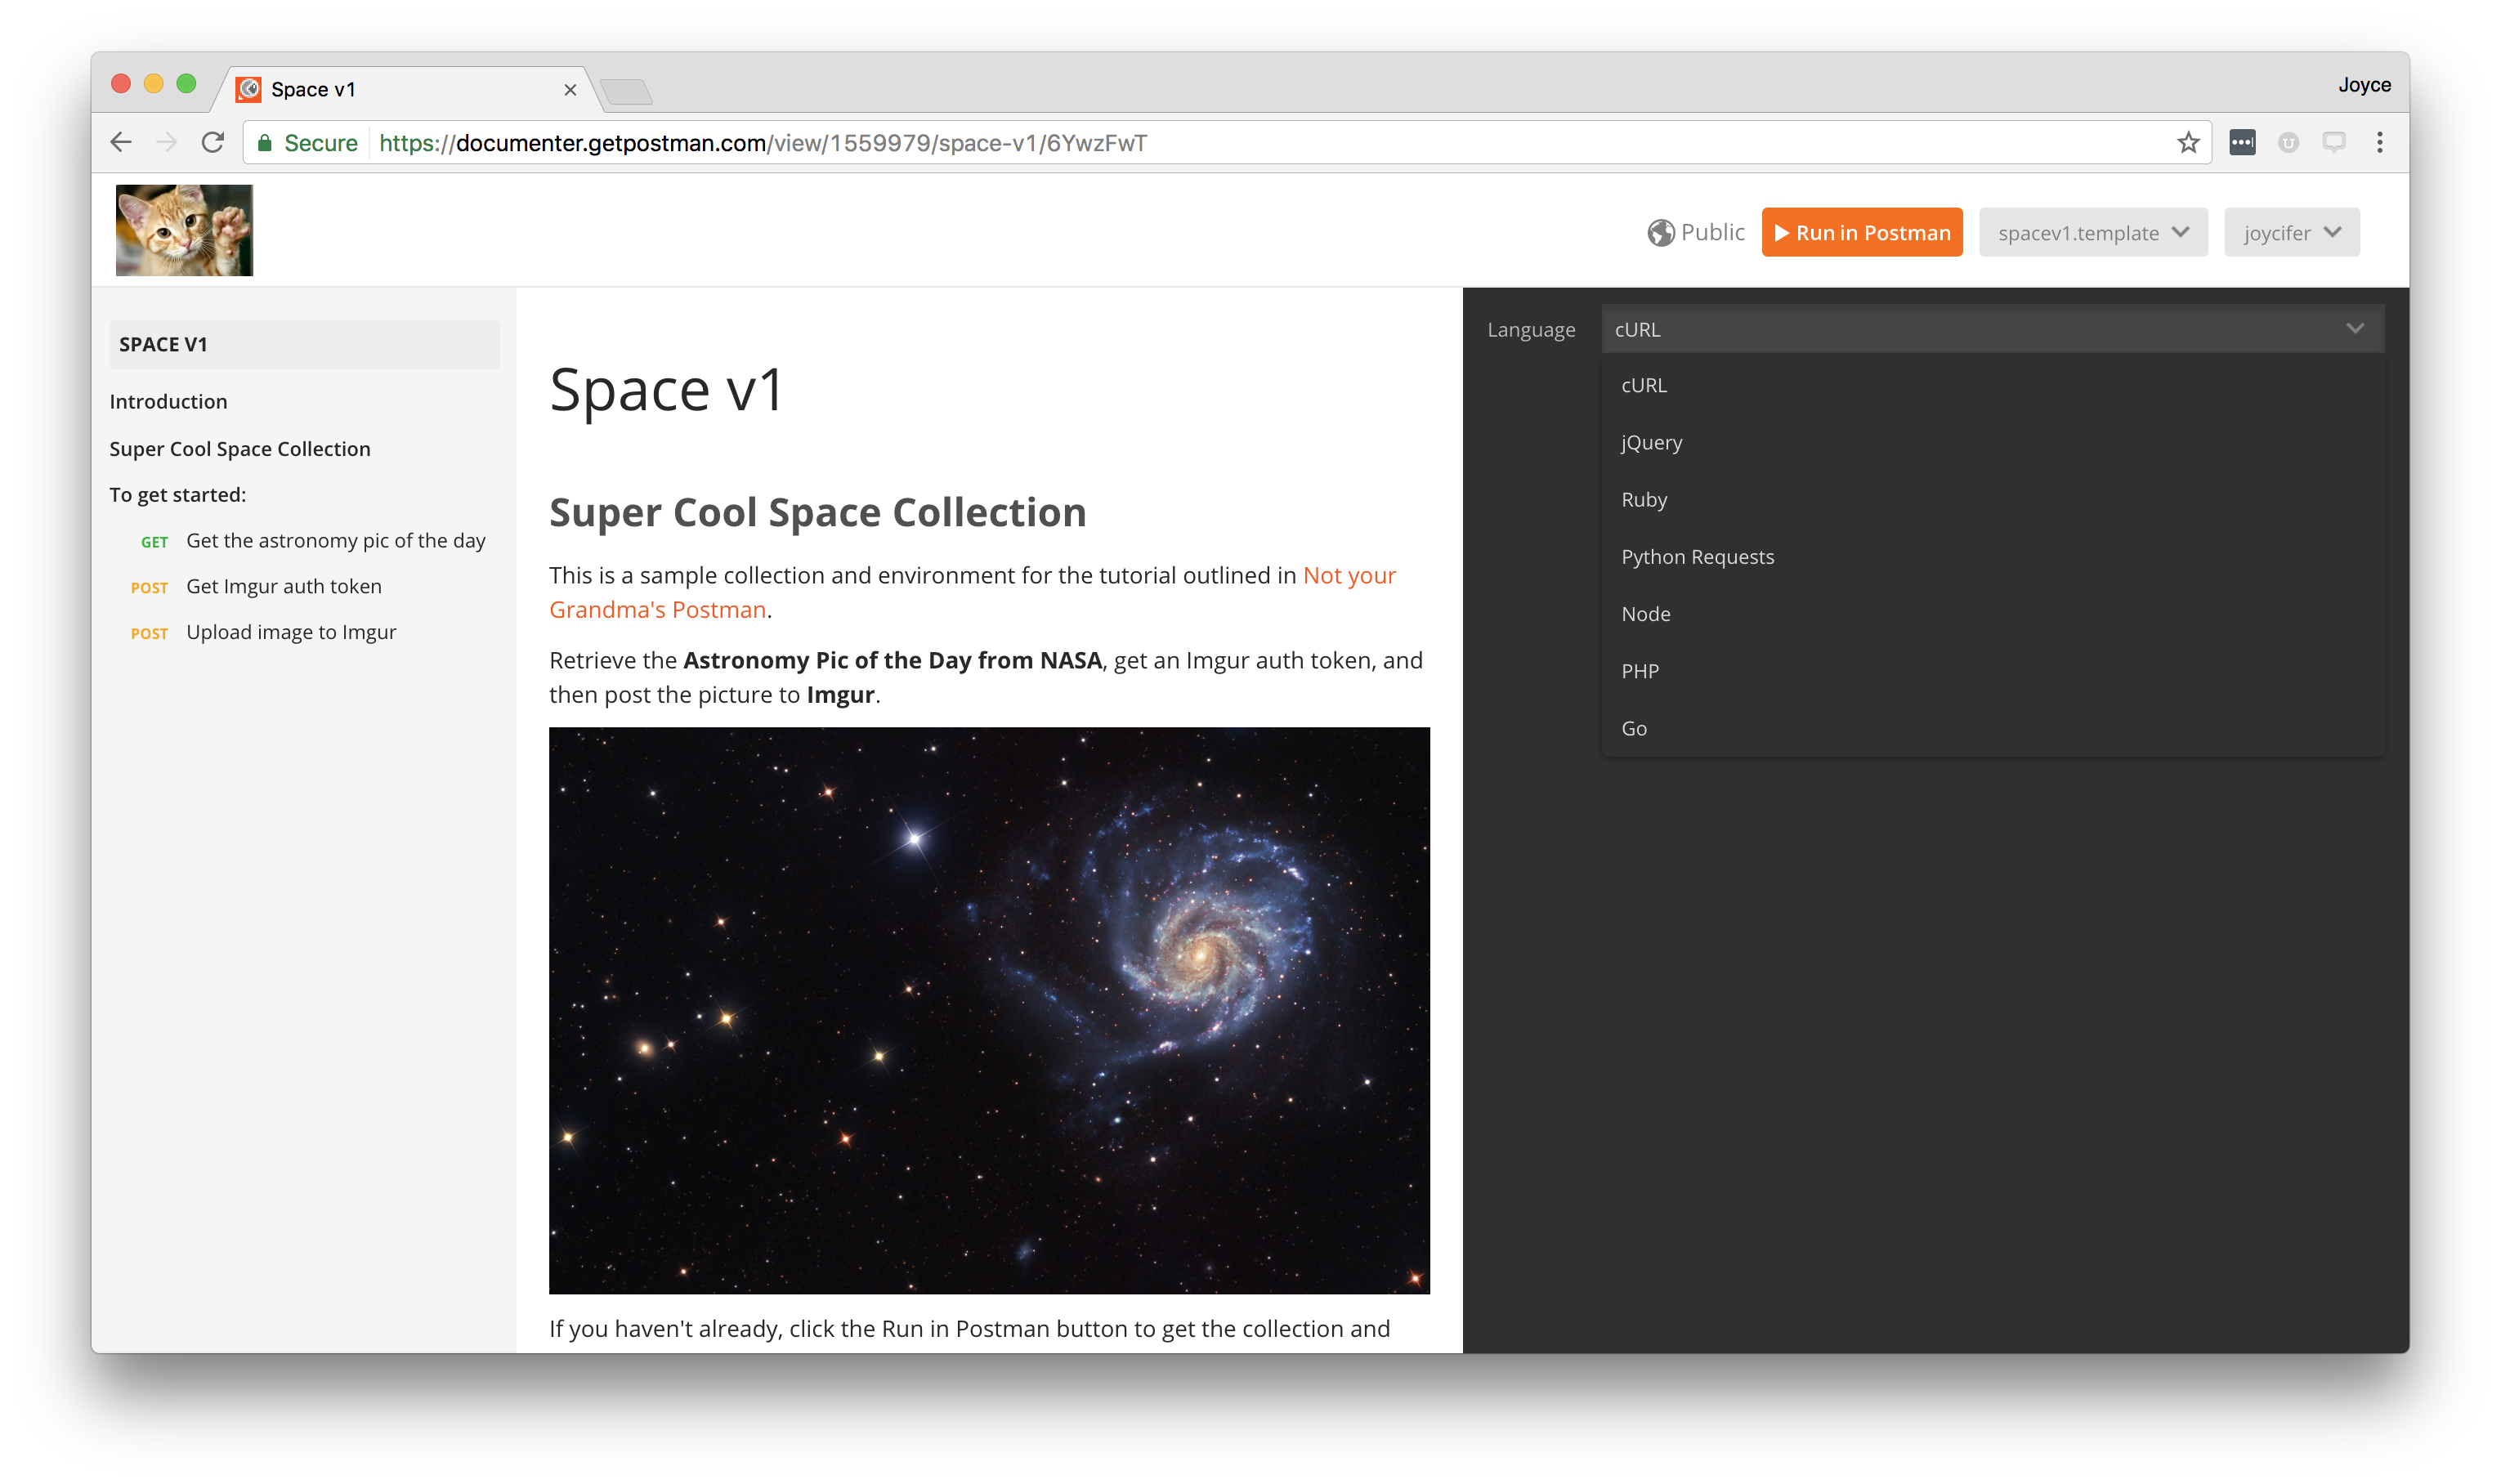 Space v1
Joyce
Secure
https://documenter.getpostman.com/view/1559979/space-v1/6YwzFwT
Public
Run in Postman
spacev1.template
joycifer
SPACE V1
Introduction
Super Cool Space Collection
To get started:
GET Get the astronomy pic of the day
POST Get Imgur auth token
POST Upload image to Imgur
Space v1
Super Cool Space Collection
This is a sample collection and environment for the tutorial outlined in Not your
Grandma's Postman.
Retrieve the Astronomy Pic of the Day from NASA, get an Imgur auth token, and
then post the picture to Imgur.
If you haven't already, click the Run in Postman button to get the collection and
Language
cURL
cURL
jQuery
Ruby
Python Requests
Node
PHP
Go